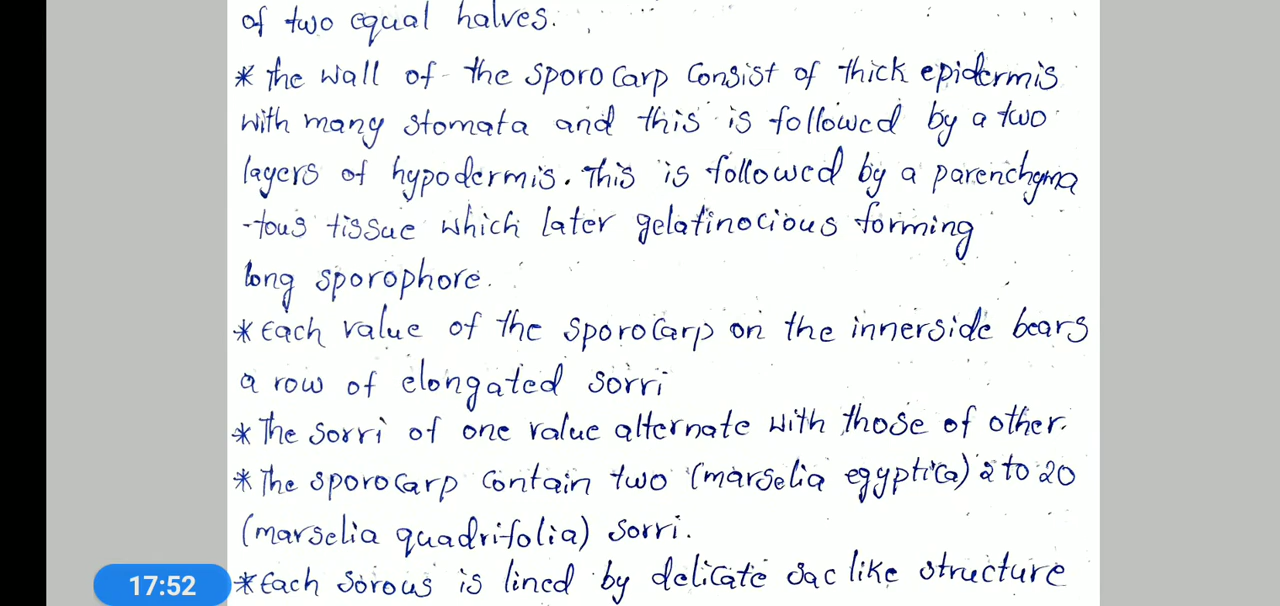 of two equal halves.
* The wall of the sporocarp consist of thick epidermis
with many stomata and this is followed by a two
layers of hypodermis. This is followed by a parenchyma
-tous tissue which later gelatinocious forming
long sporophore.
* Each value of the sporocarp on the innerside bears
a row of elongated sorri
* The sorri of one value alternate with those of other.
* The sporocarp contain two (marselia egyptica) 2 to 20
(marselia quadrifolia) sorri.
* Each sorous is lined by delicate sac like structure
17:52